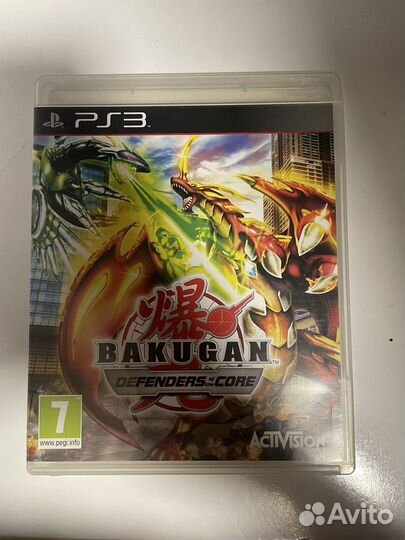 PS3
爆
BAKUGAN
DEFENDERS OF THE CORE
7
www.pegi.info
ACTIVISION
Avito